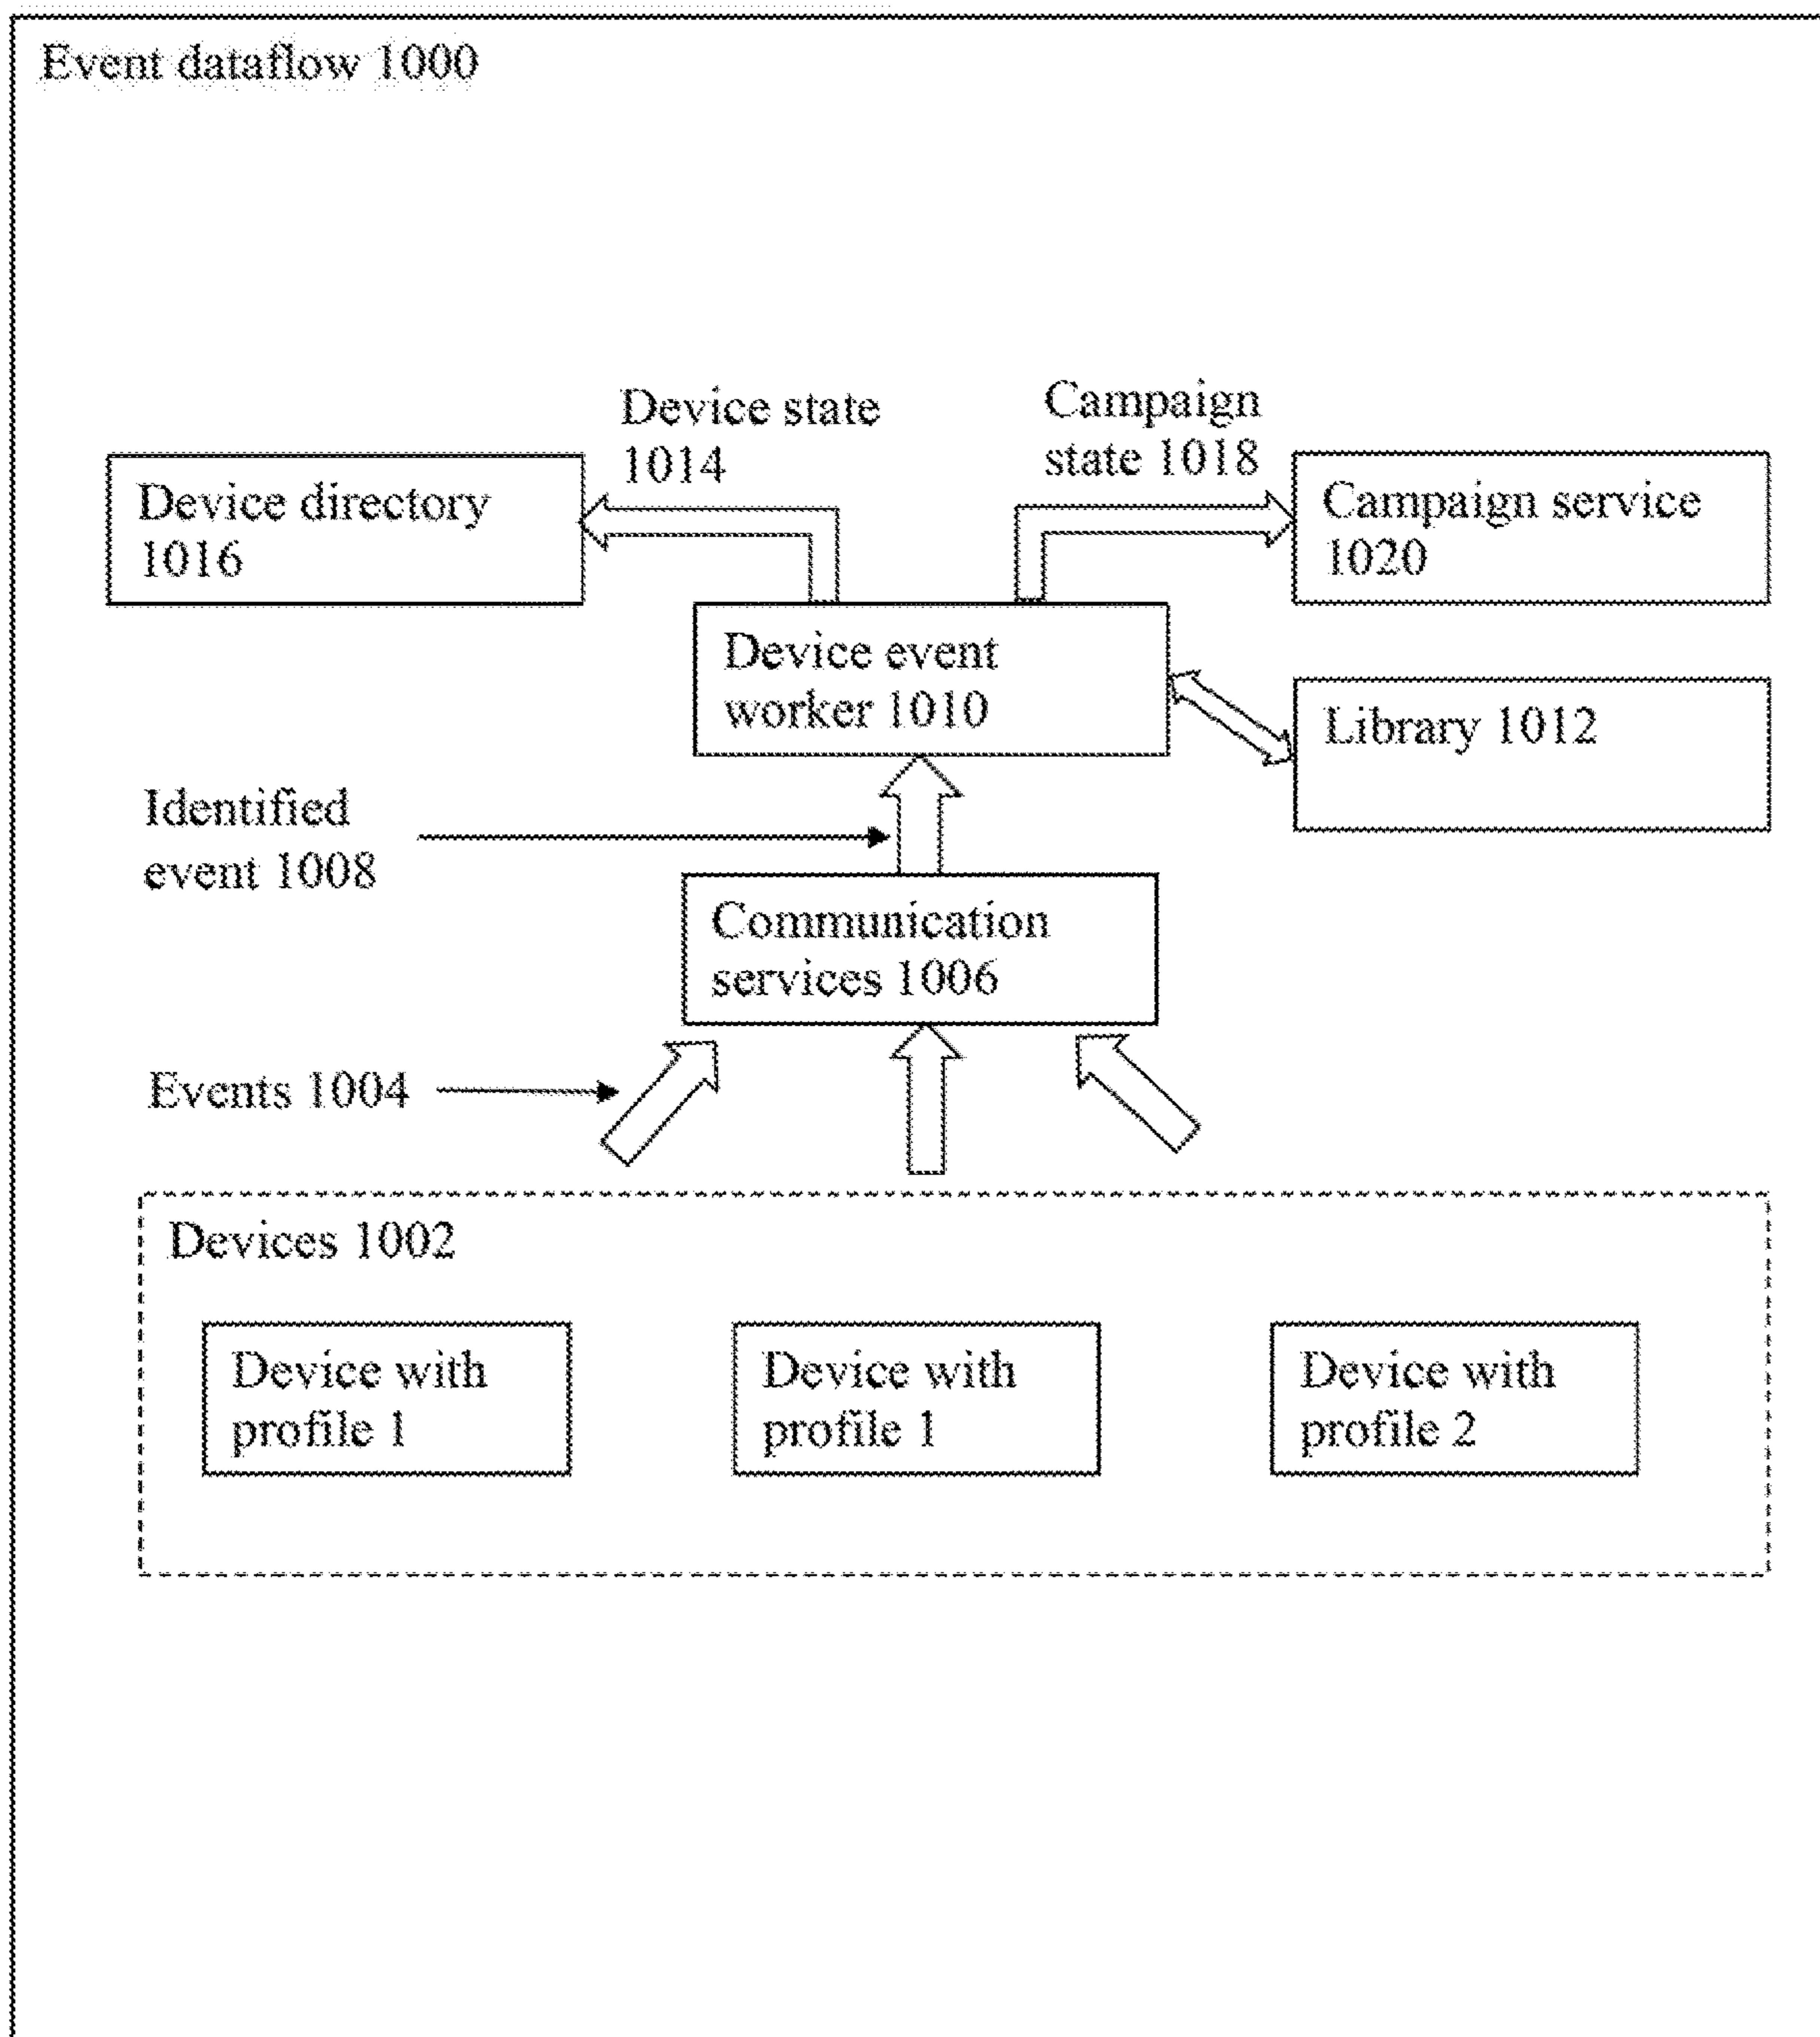 Event dataflow 1000
Device state
1014
Campaign
state 1018
Device directory
1016
Campaign service
1020
Device event
worker 1010
Library 1012
Identified
event 1008
Communication
services 1006
Events 1004
Devices 1002
Device with
profile 1
Device with
profile 1
Device with
profile 2